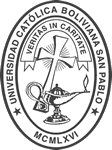 UNIVERSIDAD CATÓLICA BOLIVIANA SAN PABLO
VERITAS IN CARITATE
MCMLXVI